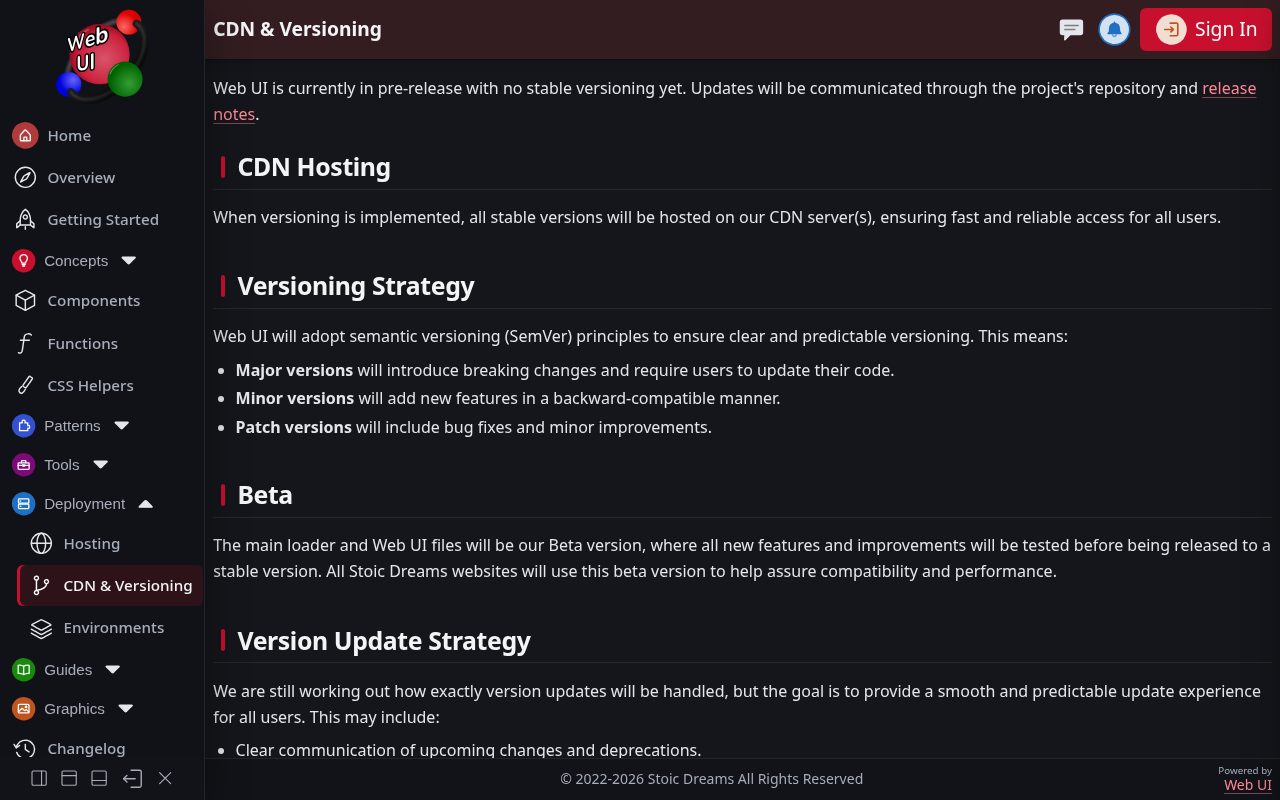 Web
UI
Home
Overview
Getting Started
Concepts
Components
Functions
CSS Helpers
Patterns
Tools
Deployment
Hosting
CDN & Versioning
Environments
Guides
Graphics
Changelog
CDN & Versioning
Sign In
Web UI is currently in pre-release with no stable versioning yet. Updates will be communicated through the project's repository and release
notes.
CDN Hosting
When versioning is implemented, all stable versions will be hosted on our CDN server(s), ensuring fast and reliable access for all users.
Versioning Strategy
Web UI will adopt semantic versioning (SemVer) principles to ensure clear and predictable versioning. This means:
Major versions will introduce breaking changes and require users to update their code.
Minor versions will add new features in a backward-compatible manner.
Patch versions will include bug fixes and minor improvements.
Beta
The main loader and Web UI files will be our Beta version, where all new features and improvements will be tested before being released to a
stable version. All Stoic Dreams websites will use this beta version to help assure compatibility and performance.
Version Update Strategy
We are still working out how exactly version updates will be handled, but the goal is to provide a smooth and predictable update experience
for all users. This may include:
Clear communication of upcoming changes and deprecations.
© 2022-2026 Stoic Dreams All Rights Reserved
Powered by
Web UI